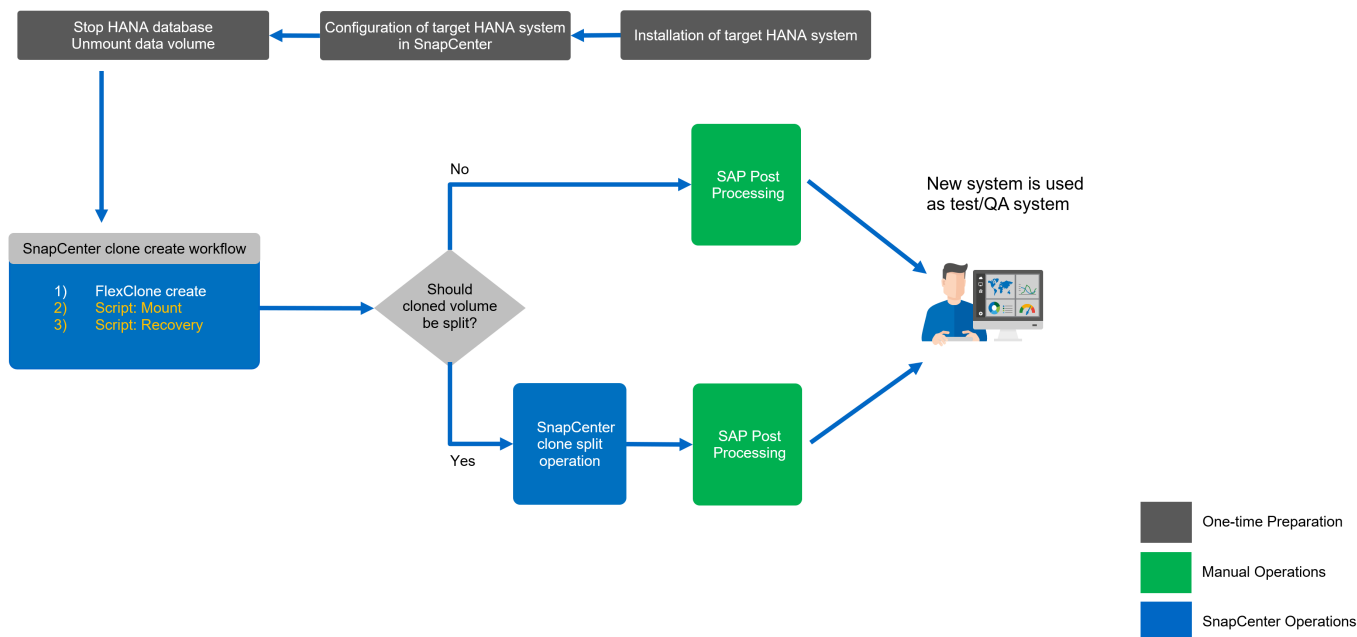 Stop HANA database
Unmount data volume
Configuration of target HANA system
in SnapCenter
Installation of target HANA system
No
SAP Post
Processing
New system is used
as test/QA system
SnapCenter clone create workflow
1) FlexClone create
2) Script: Mount
3) Script: Recovery
Should
cloned volume
be split?
Yes
SnapCenter
clone split
operation
SAP Post
Processing
One-time Preparation
Manual Operations
SnapCenter Operations